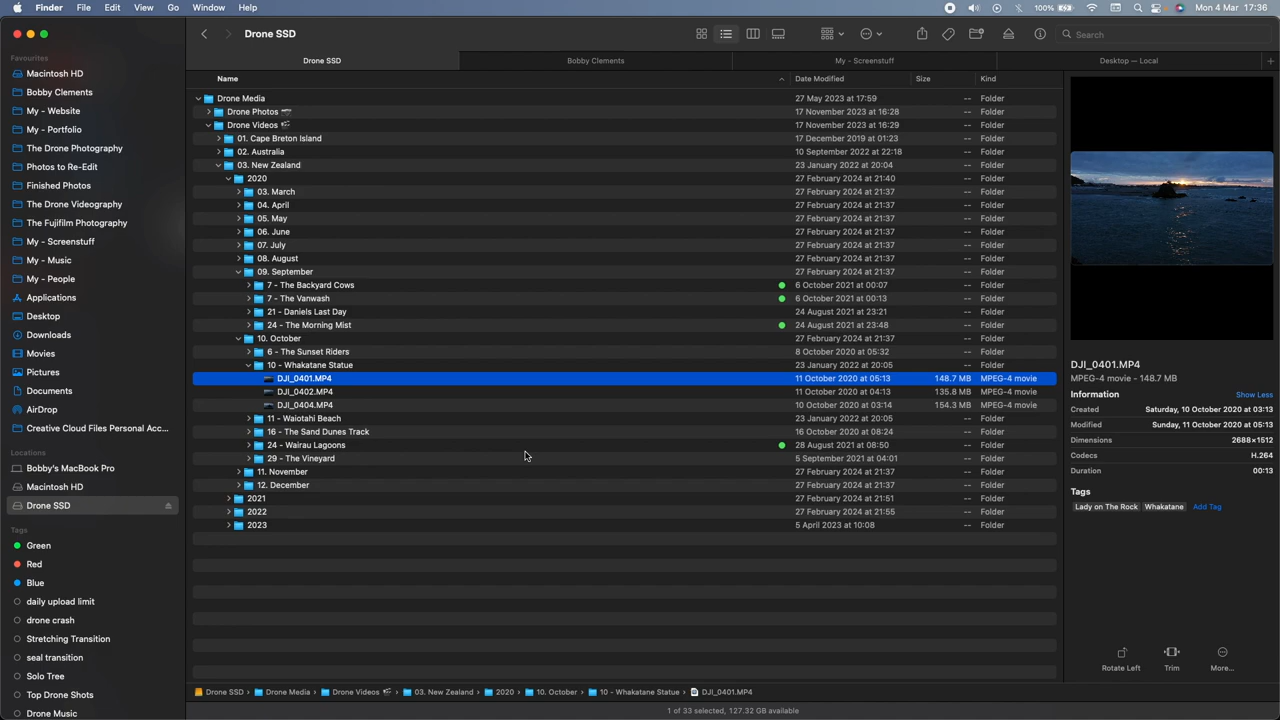 Finder File Edit View Go Window Help 100% Mon 4 Mar 17:36
Drone SSD Search
Drone SSD Bobby Clements My - Screenstuff Desktop — Local
Favourites
Macintosh HD
Bobby Clements
My - Website
My - Portfolio
The Drone Photography
Photos to Re-Edit
Finished Photos
The Drone Videography
The Fujifilm Photography
My - Screenstuff
My - Music
My - People
Applications
Desktop
Downloads
Movies
Pictures
Documents
AirDrop
Creative Cloud Files Personal Acc...
Locations
Bobby's MacBook Pro
Macintosh HD
Drone SSD
Tags
Green
Red
Blue
daily upload limit
drone crash
Stretching Transition
seal transition
Solo Tree
Top Drone Shots
Drone Music
Name Date Modified Size Kind
Drone Media 27 May 2023 at 17:59 -- Folder
Drone Photos 17 November 2023 at 16:28 -- Folder
Drone Videos 17 November 2023 at 16:29 -- Folder
01. Cape Breton Island 17 December 2019 at 01:23 -- Folder
02. Australia 10 September 2022 at 22:18 -- Folder
03. New Zealand 23 January 2022 at 20:04 -- Folder
2020 27 February 2024 at 21:40 -- Folder
03. March 27 February 2024 at 21:37 -- Folder
04. April 27 February 2024 at 21:37 -- Folder
05. May 27 February 2024 at 21:37 -- Folder
06. June 27 February 2024 at 21:37 -- Folder
07. July 27 February 2024 at 21:37 -- Folder
08. August 27 February 2024 at 21:37 -- Folder
09. September 27 February 2024 at 21:37 -- Folder
7 - The Backyard Cows 6 October 2021 at 00:07 -- Folder
7 - The Vanwash 6 October 2021 at 00:13 -- Folder
21 - Daniels Last Day 24 August 2021 at 23:21 -- Folder
24 - The Morning Mist 24 August 2021 at 23:48 -- Folder
10. October 27 February 2024 at 21:37 -- Folder
6 - The Sunset Riders 8 October 2020 at 05:32 -- Folder
10 - Whakatane Statue 23 January 2022 at 20:05 -- Folder
DJI_0401.MP4 11 October 2020 at 05:13 148.7 MB MPEG-4 movie
DJI_0402.MP4 11 October 2020 at 04:13 135.8 MB MPEG-4 movie
DJI_0404.MP4 10 October 2020 at 03:14 154.3 MB MPEG-4 movie
11 - Waiotahi Beach 23 January 2022 at 20:05 -- Folder
16 - The Sand Dunes Track 16 October 2020 at 08:24 -- Folder
24 - Wairau Lagoons 28 August 2021 at 08:50 -- Folder
29 - The Vineyard 5 September 2021 at 04:01 -- Folder
11. November 27 February 2024 at 21:37 -- Folder
12. December 27 February 2024 at 21:37 -- Folder
2021 27 February 2024 at 21:51 -- Folder
2022 27 February 2024 at 21:55 -- Folder
2023 5 April 2023 at 10:08 -- Folder
DJI_0401.MP4
MPEG-4 movie - 148.7 MB
Information Show Less
Created Saturday, 10 October 2020 at 03:13
Modified Sunday, 11 October 2020 at 05:13
Dimensions 2688×1512
Codecs H.264
Duration 00:13
Tags
Lady on The Rock Whakatane Add Tag
Rotate Left Trim More...
Drone SSD › Drone Media › Drone Videos › 03. New Zealand › 2020 › 10. October › 10 - Whakatane Statue › DJI_0401.MP4
1 of 33 selected, 127.32 GB available